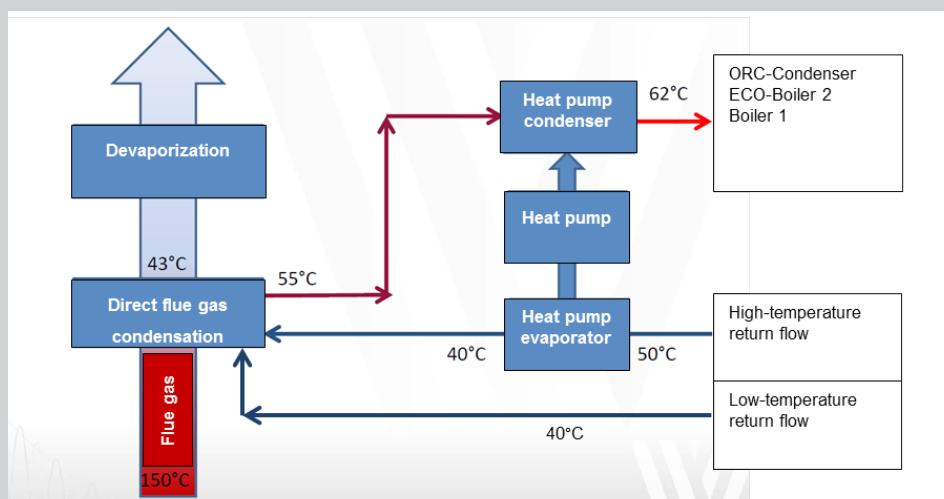 Devaporization
43°C
Direct flue gas
condensation
Flue gas
150°C
55°C
Heat pump
condenser
62°C
ORC-Condenser
ECO-Boiler 2
Boiler 1
Heat pump
Heat pump
evaporator
40°C
50°C
High-temperature
return flow
Low-temperature
return flow
40°C